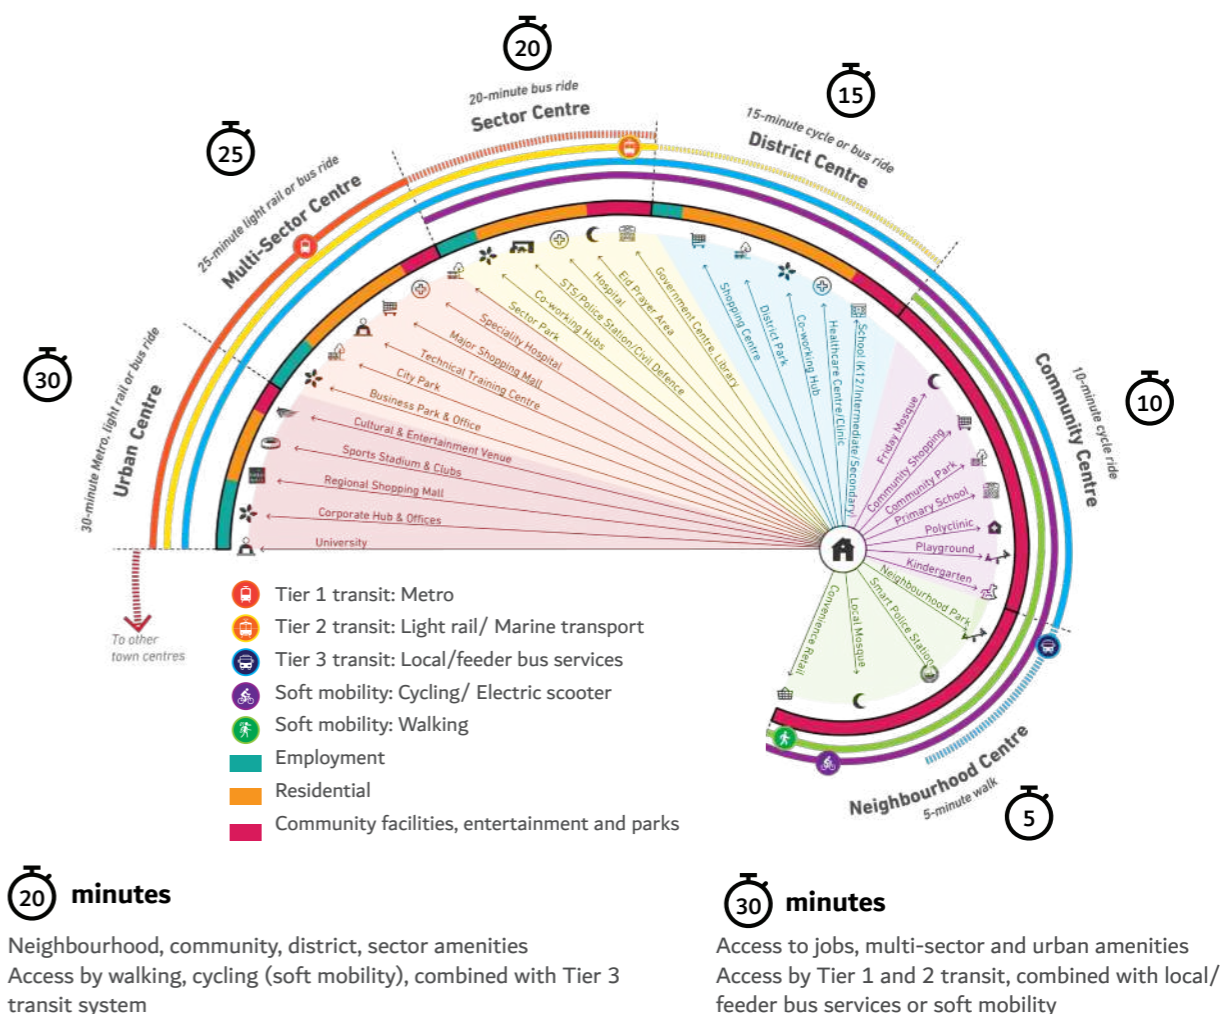 20
20-minute bus ride
Sector Centre
15
15-minute cycle or bus ride
District Centre
25
25-minute light rail or bus ride
Multi-Sector Centre
30
30-minute Metro, light rail or bus ride
Urban Centre
10
10-minute cycle ride
Community Centre
Neighbourhood Centre
5-minute walk
5
To other
town centres
University
Corporate Hub & Offices
Regional Shopping Mall
Sports Stadium & Clubs
Cultural & Entertainment Venue
Business Park & Office
City Park
Technical Training Centre
Major Shopping Mall
Speciality Hospital
Sector Park
Co-working Hubs
STS/Police Station/Civil Defence
Hospital
Eid Prayer Area
Government Centre, Library
Shopping Centre
District Park
Co-working Hub
Healthcare Centre/Clinic
School (K12/Intermediate/Secondary)
Friday Mosque
Community Shopping
Community Park
Primary School
Polyclinic
Playground
Kindergarten
Neighbourhood Park
Smart Police Station
Local Mosque
Convenience Retail
Tier 1 transit: Metro
Tier 2 transit: Light rail/ Marine transport
Tier 3 transit: Local/feeder bus services
Soft mobility: Cycling/ Electric scooter
Soft mobility: Walking
Employment
Residential
Community facilities, entertainment and parks
20 minutes
Neighbourhood, community, district, sector amenities
Access by walking, cycling (soft mobility), combined with Tier 3
transit system
30 minutes
Access to jobs, multi-sector and urban amenities
Access by Tier 1 and 2 transit, combined with local/
feeder bus services or soft mobility